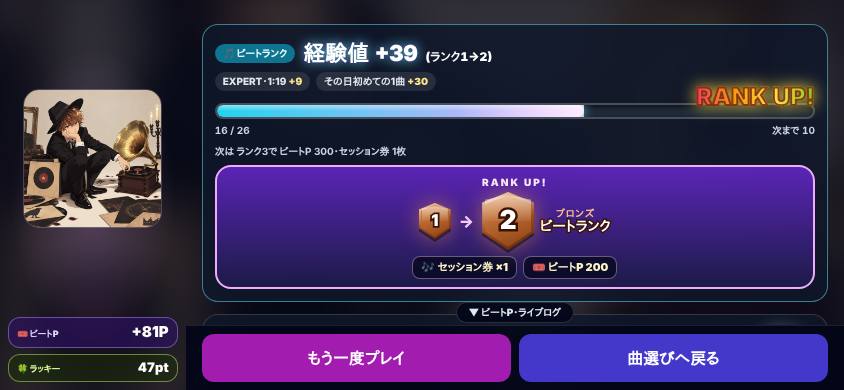 ビートランク 経験値 +39 (ランク1→2)
EXPERT・1:19 +9 その日初めての1曲 +30
RANK UP!
16 / 26 次まで 10
次は ランク3で ビートP 300・セッション券 1枚
RANK UP!
1 → 2 ブロンズ
ビートランク
セッション券 ×1 ビートP 200
▼ ビートP・ライブログ
ビートP +81P
ラッキー 47pt
もう一度プレイ 曲選びへ戻る